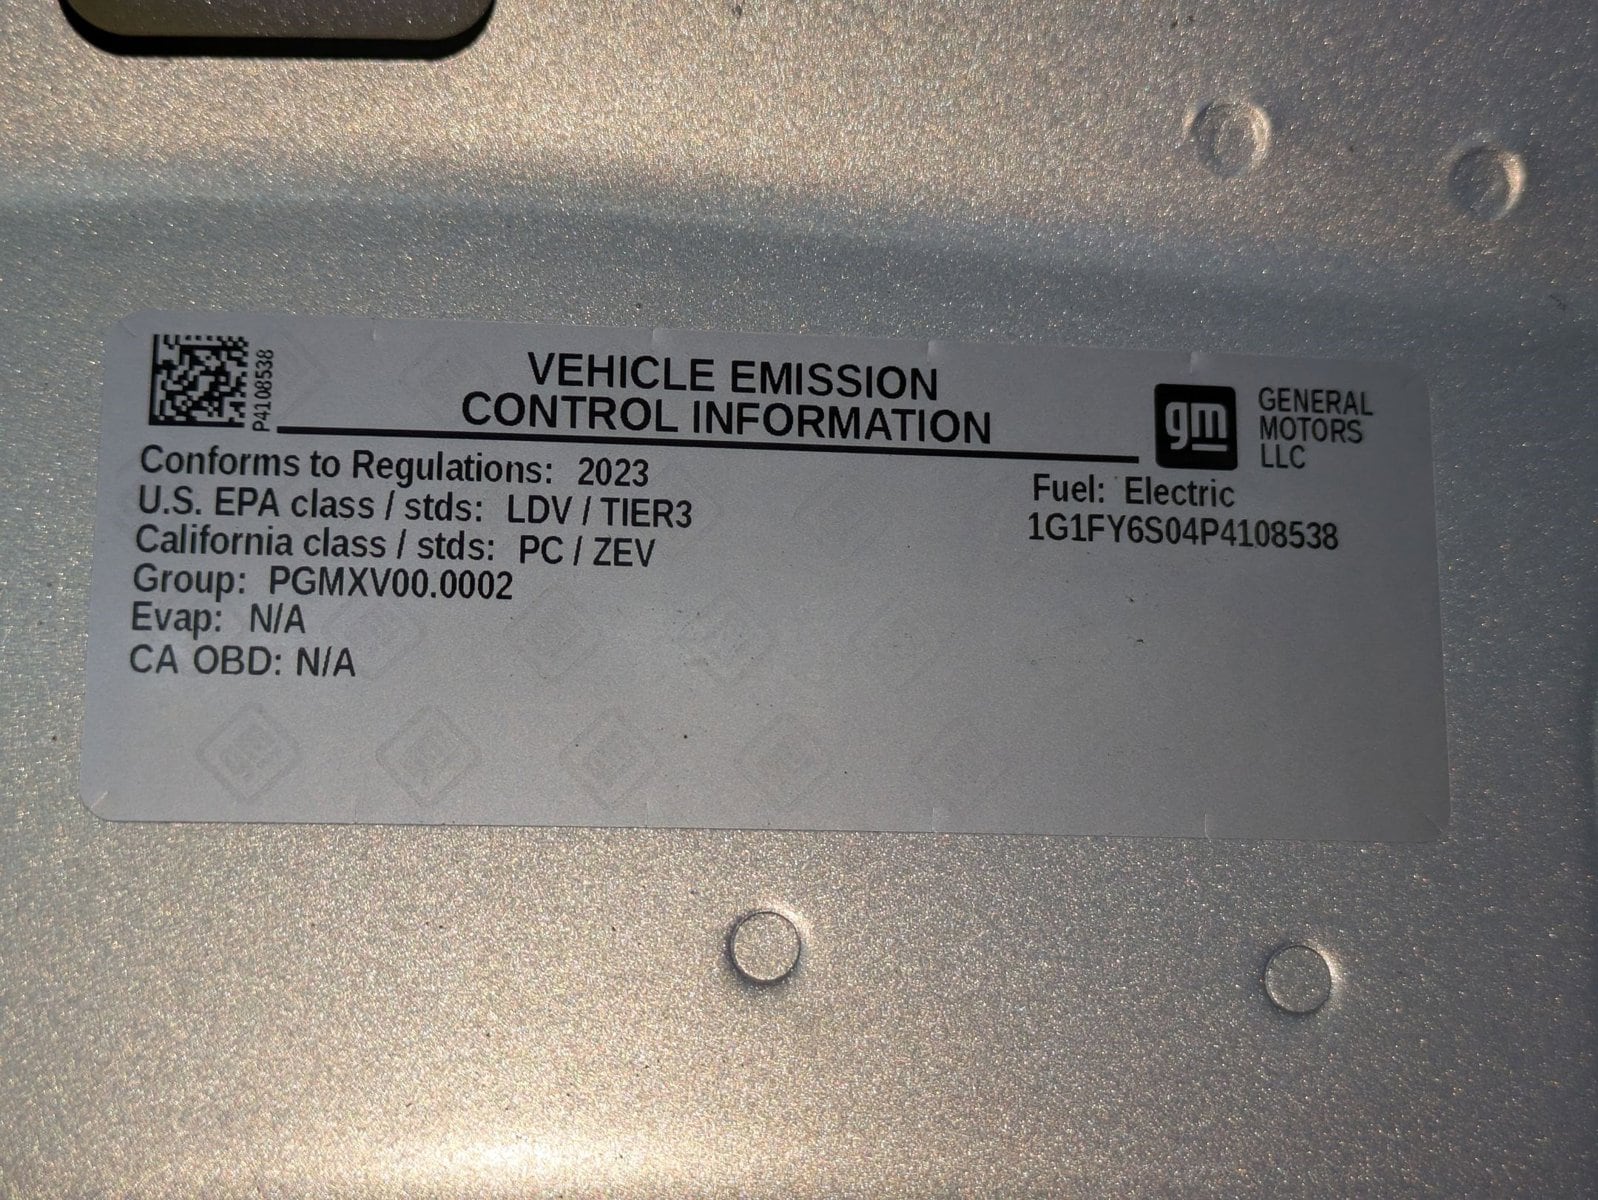 P4108538
VEHICLE EMISSION
CONTROL INFORMATION
gm
GENERAL
MOTORS
LLC
Conforms to Regulations: 2023
U.S. EPA class / stds: LDV / TIER3
California class / stds: PC / ZEV
Group: PGMXV00.0002
Evap: N/A
CA OBD: N/A
Fuel: Electric
1G1FY6S04P4108538